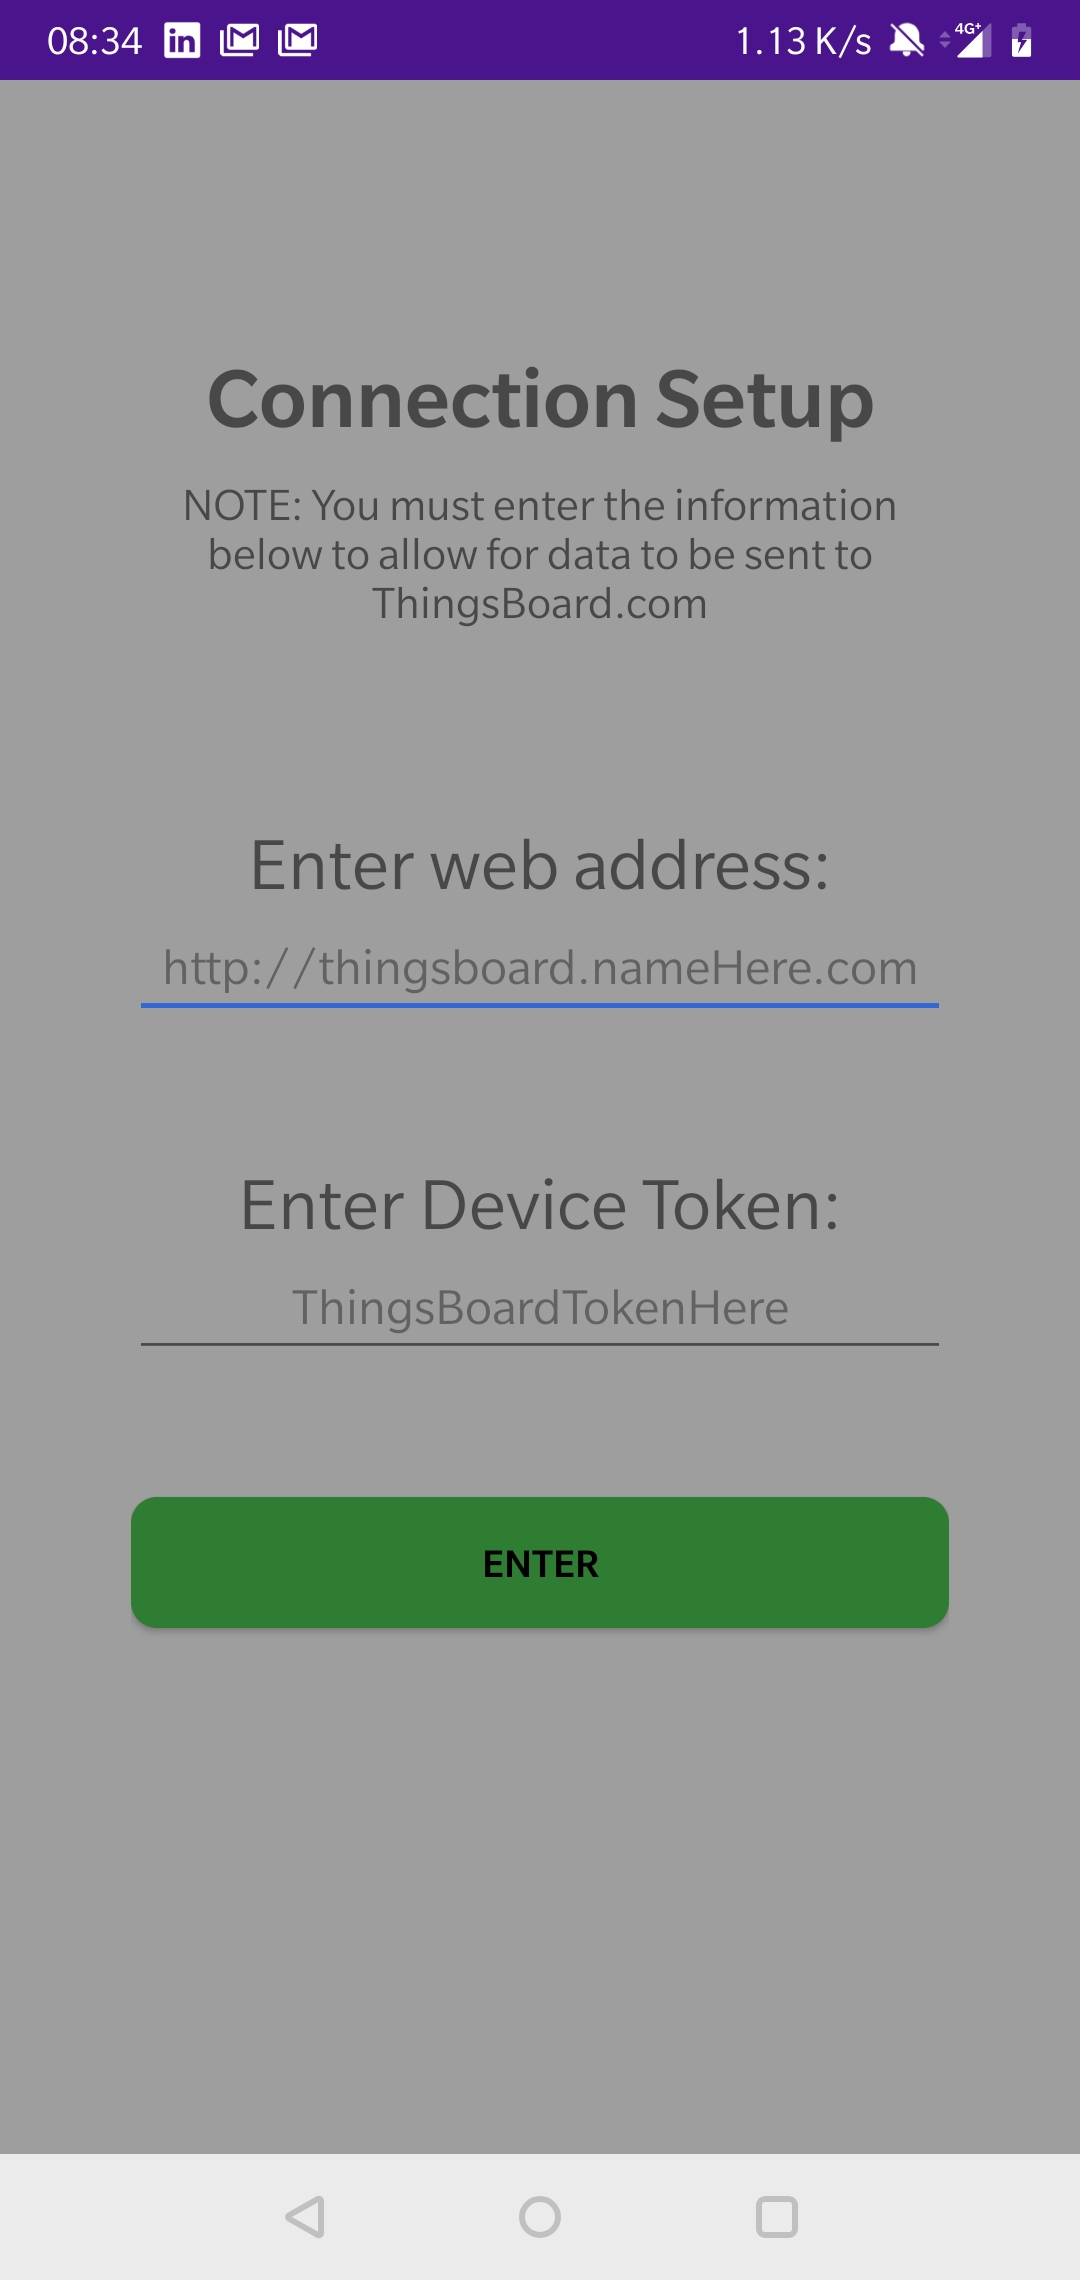 08:34 in 1.13 K/s 4G+
Connection Setup
NOTE: You must enter the information
below to allow for data to be sent to
ThingsBoard.com
Enter web address:
http://thingsboard.nameHere.com
Enter Device Token:
ThingsBoardTokenHere
ENTER